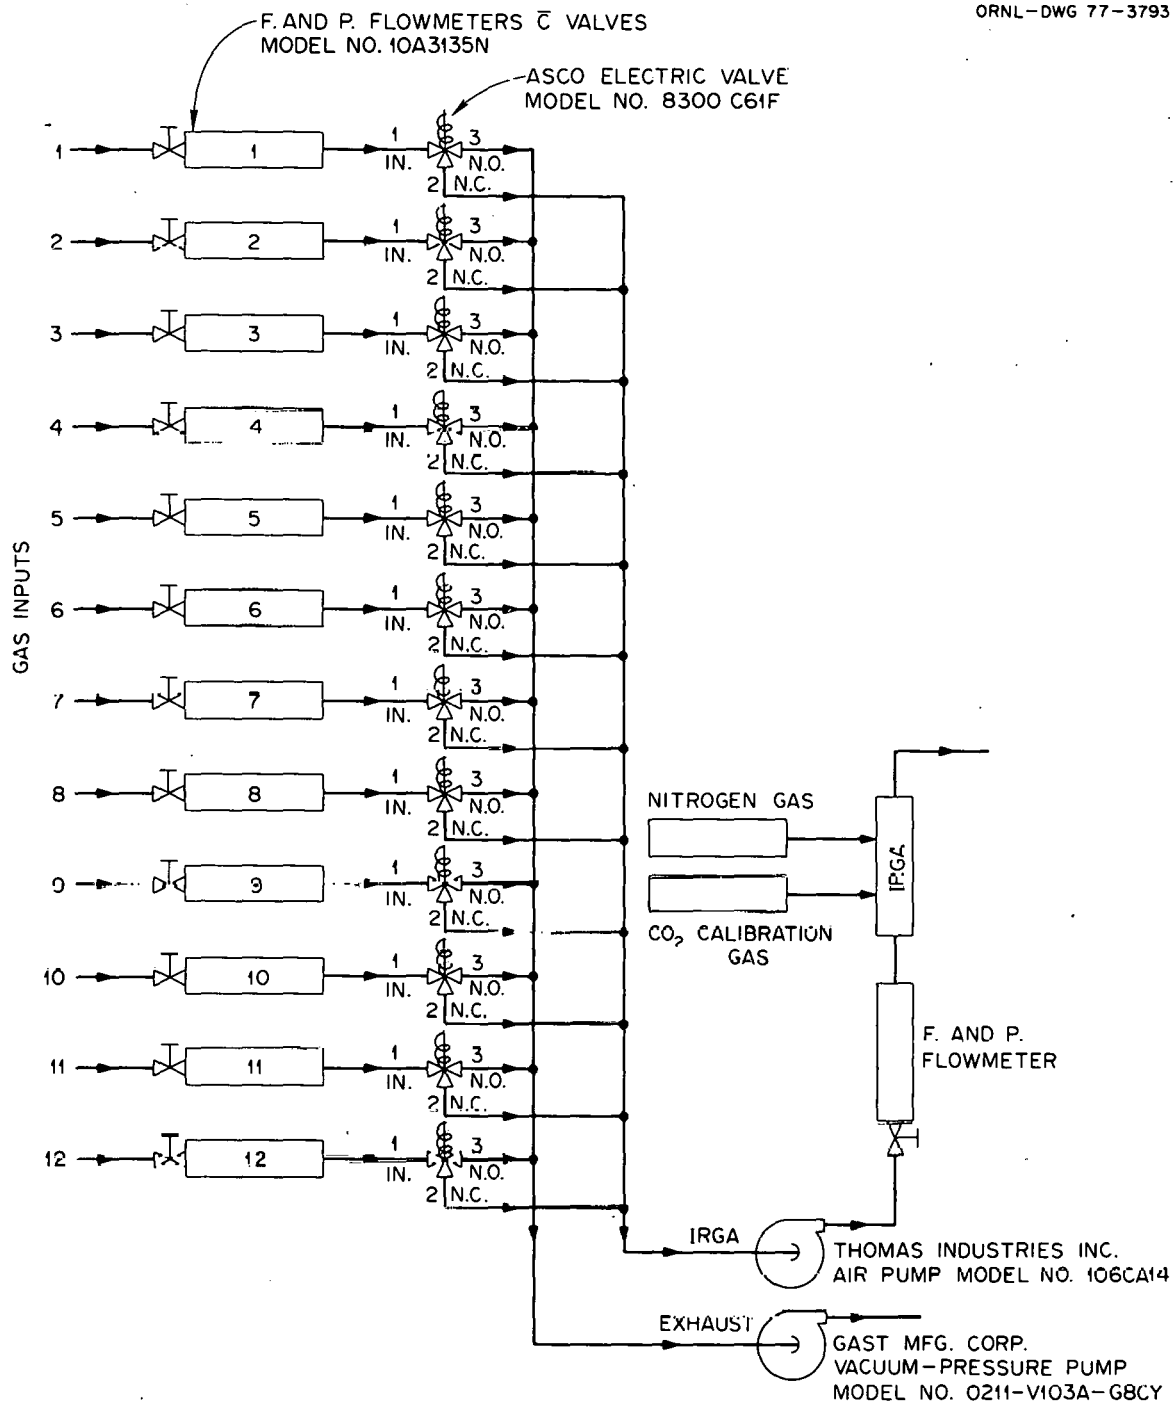 ORNL-DWG 77-3793
F. AND P. FLOWMETERS C̅ VALVES
MODEL NO. 10A3135N
ASCO ELECTRIC VALVE
MODEL NO. 8300 C61F
GAS INPUTS
1 1 1 3
IN. N.O.
2 N.C.
2 2 1 3
IN. N.O.
2 N.C.
3 3 1 3
IN. N.O.
2 N.C.
4 4 1 3
IN. N.O.
2 N.C.
5 5 1 3
IN. N.O.
2 N.C.
6 6 1 3
IN. N.O.
2 N.C.
7 7 1 3
IN. N.O.
2 N.C.
8 8 1 3
IN. N.O.
2 N.C.
9 9 1 3
IN. N.O.
2 N.C.
10 10 1 3
IN. N.O.
2 N.C.
11 11 1 3
IN. N.O.
2 N.C.
12 12 1 3
IN. N.O.
2 N.C.
NITROGEN GAS
IRGA
CO₂ CALIBRATION
GAS
F. AND P.
FLOWMETER
IRGA
THOMAS INDUSTRIES INC.
AIR PUMP MODEL NO. 106CA14
EXHAUST
GAST MFG. CORP.
VACUUM-PRESSURE PUMP
MODEL NO. 0211-V103A-G8CY